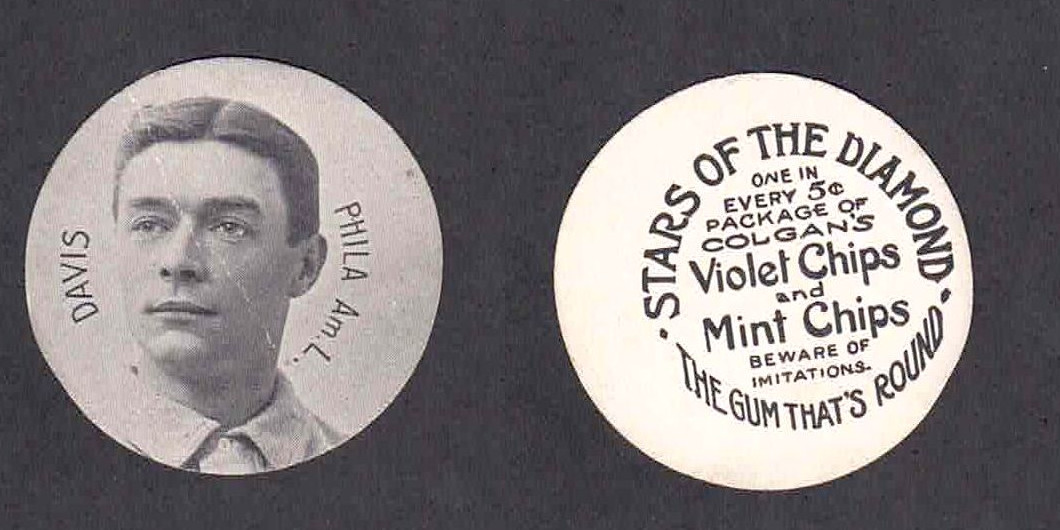 DAVIS
PHILA Am. L.
STARS OF THE DIAMOND
ONE IN
EVERY 5¢
PACKAGE OF
COLGAN'S
Violet Chips
and
Mint Chips
BEWARE OF
IMITATIONS.
· THE GUM THAT'S ROUND ·